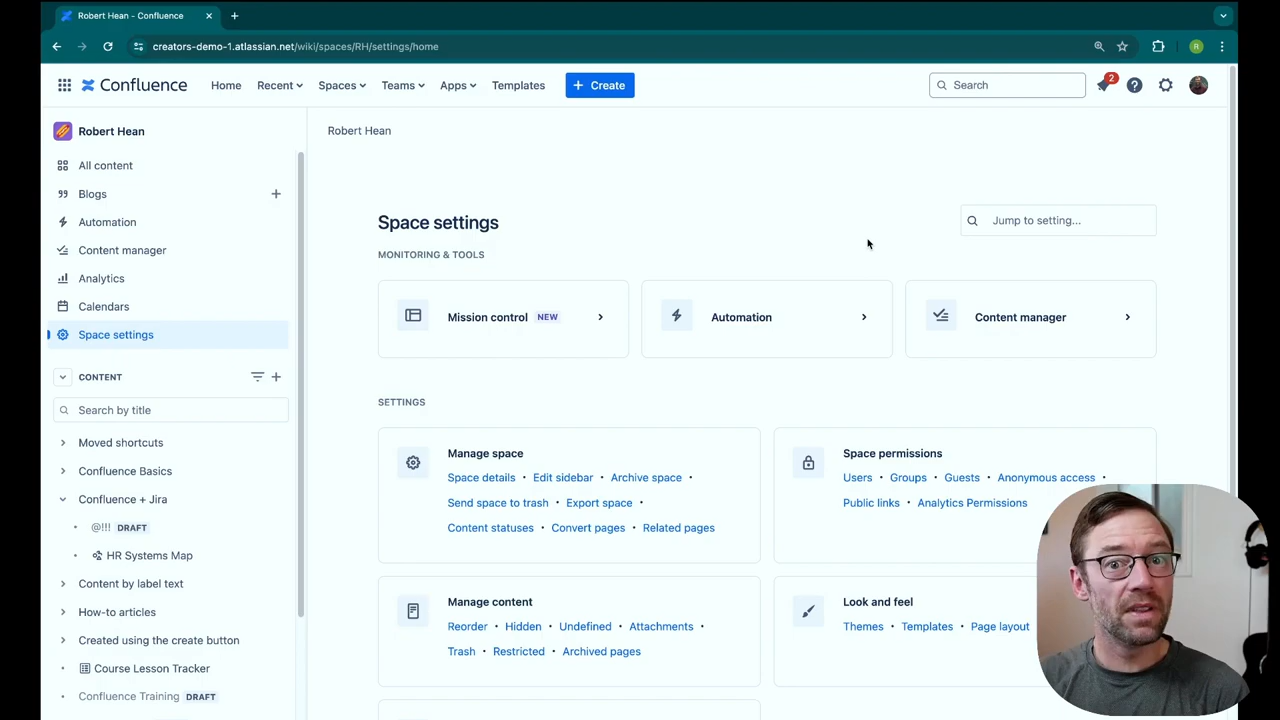 Robert Hean - Confluence
creators-demo-1.atlassian.net/wiki/spaces/RH/settings/home
R
Confluence
Home
Recent
Spaces
Teams
Apps
Templates
+ Create
Search
2
Robert Hean
All content
Blogs
Automation
Content manager
Analytics
Calendars
Space settings
CONTENT
Search by title
Moved shortcuts
Confluence Basics
Confluence + Jira
@!!! DRAFT
HR Systems Map
Content by label text
How-to articles
Created using the create button
Course Lesson Tracker
Confluence Training DRAFT
Robert Hean
Space settings
Jump to setting...
MONITORING & TOOLS
Mission control NEW
Automation
Content manager
SETTINGS
Manage space
Space details • Edit sidebar • Archive space •
Send space to trash • Export space •
Content statuses • Convert pages • Related pages
Space permissions
Users • Groups • Guests • Anonymous access •
Public links • Analytics Permissions
Manage content
Reorder • Hidden • Undefined • Attachments •
Trash • Restricted • Archived pages
Look and feel
Themes • Templates • Page layout